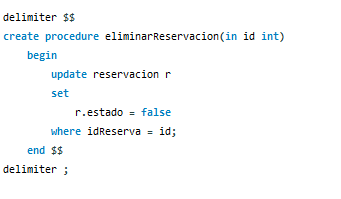 delimiter $$
create procedure eliminarReservacion(in id int)
    begin
        update reservacion r
        set
            r.estado = false
        where idReserva = id;
    end $$
delimiter ;